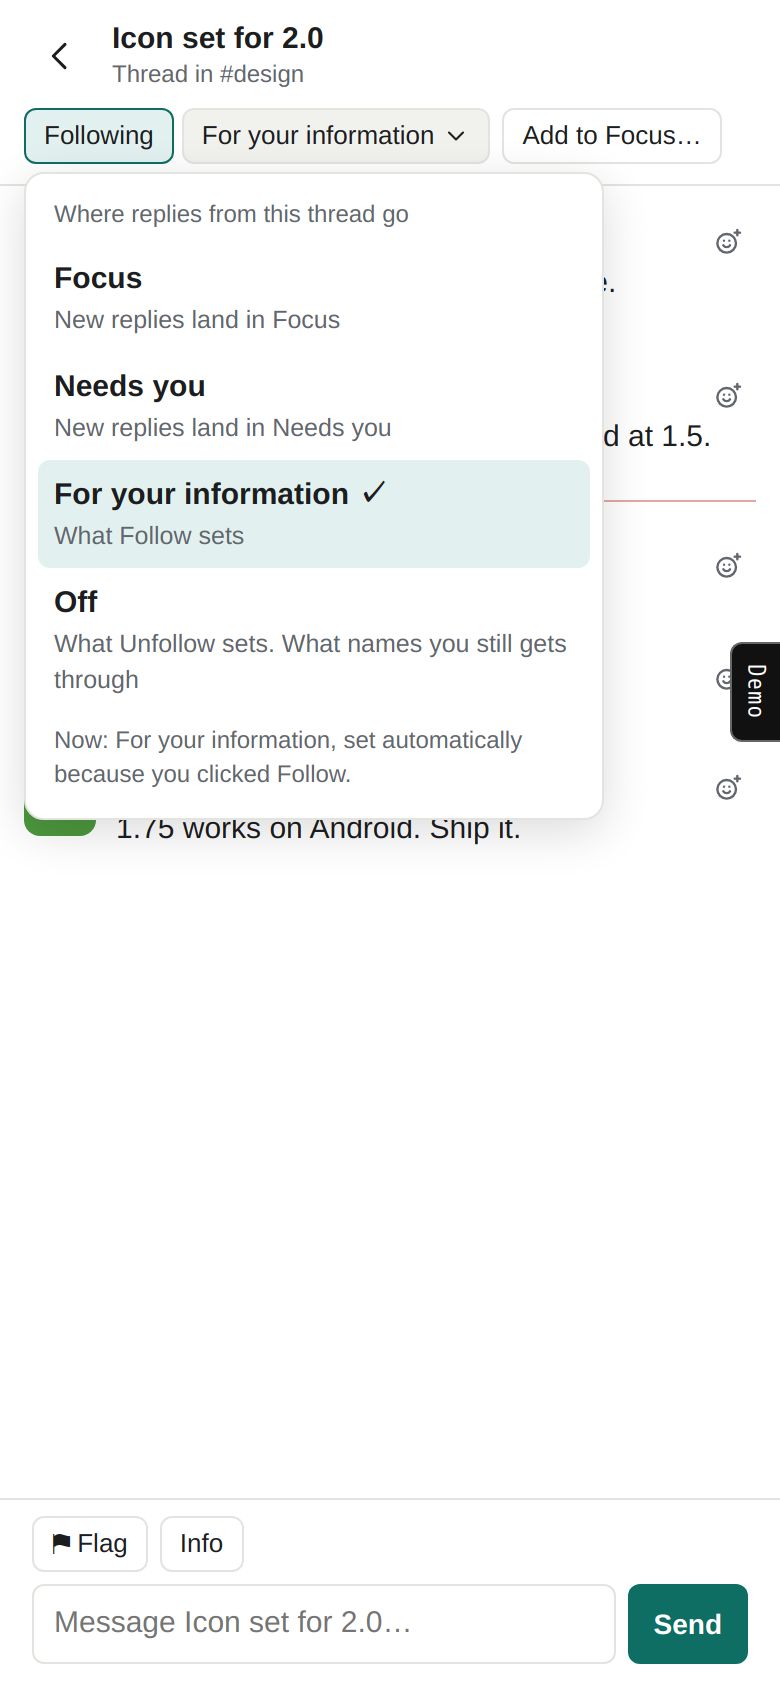 Icon set for 2.0
Thread in #design
Following
For your information
Add to Focus…
Where replies from this thread go
Focus
New replies land in Focus
Needs you
New replies land in Needs you
For your information ✓
What Follow sets
Off
What Unfollow sets. What names you still gets
through
Now: For your information, set automatically
because you clicked Follow.
e.
d at 1.5.
Demo
1.75 works on Android. Ship it.
Flag
Info
Message Icon set for 2.0…
Send